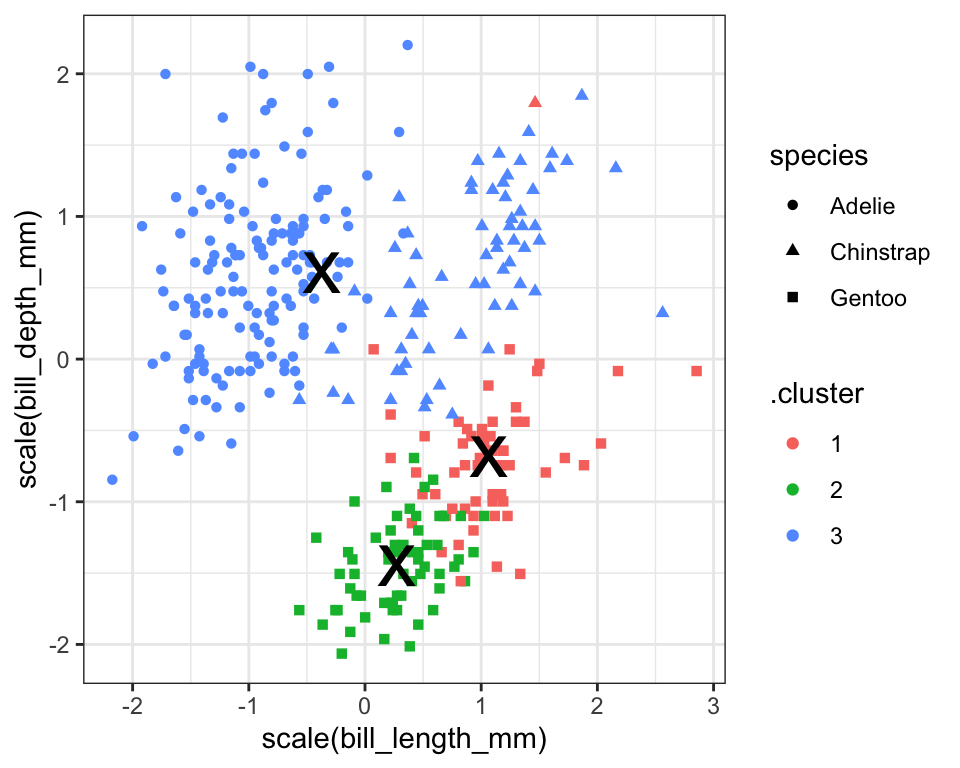 2
1
0
-1
-2
scale(bill_depth_mm)
X
X
X
-2
-1
0
1
2
3
scale(bill_length_mm)
species
Adelie
Chinstrap
Gentoo
.cluster
1
2
3